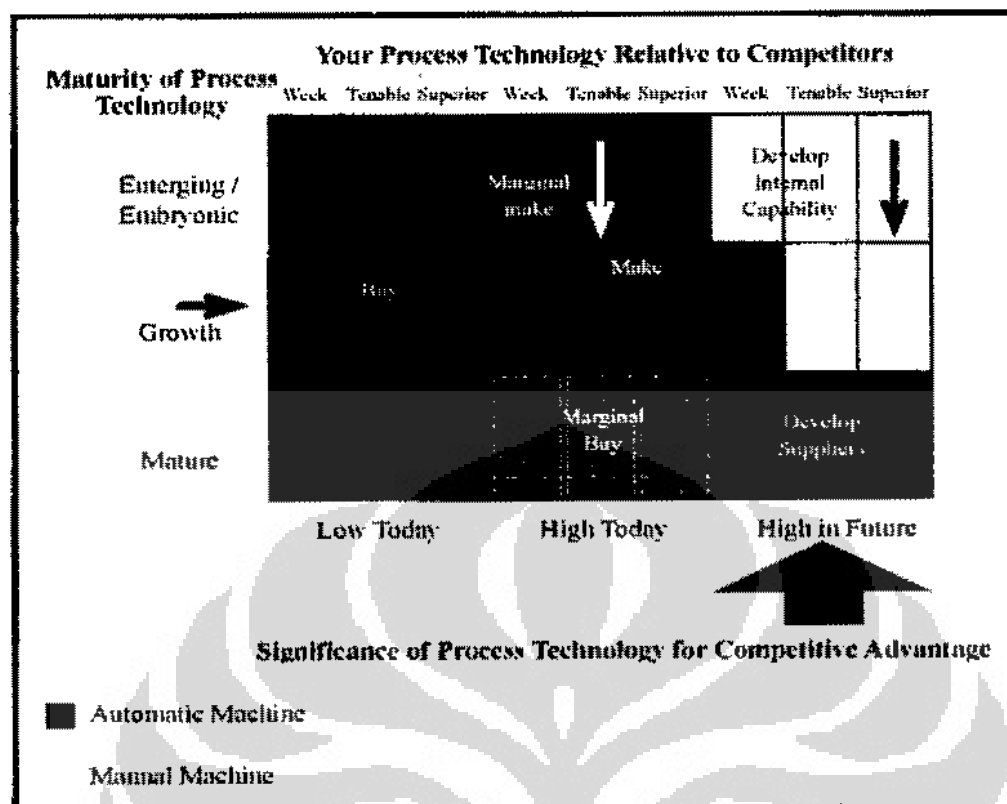 Your Process Technology Relative to Competitors
Maturity of Process
Technology
Week Tenable Superior Week Tenable Superior Week Tenable Superior
Emerging /
Embryonic
Marginal
make
Develop
Internal
Capability
Make
Buy
Growth
Marginal
Buy
Develop
Suppliers
Mature
Low Today High Today High in Future
Significance of Process Technology for Competitive Advantage
Automatic Machine
Manual Machine